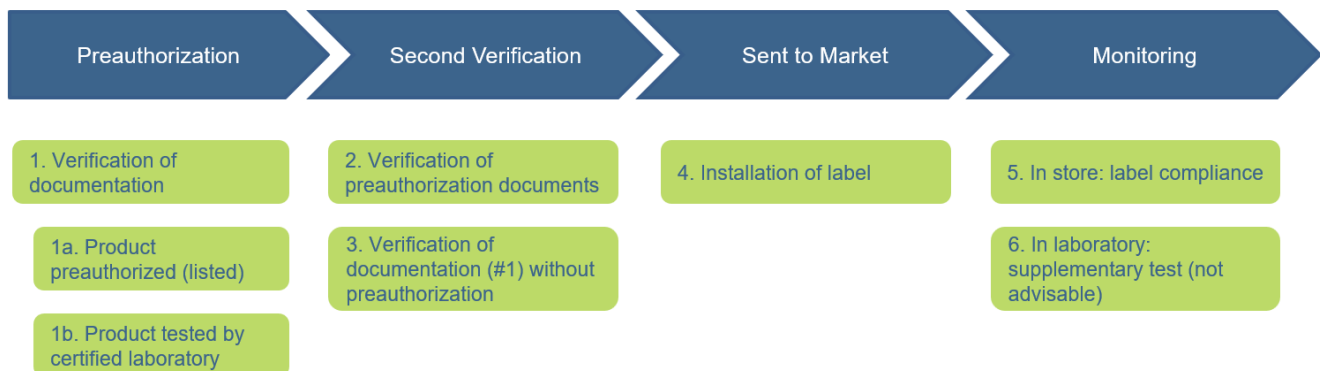 Preauthorization
Second Verification
Sent to Market
Monitoring
1. Verification of
documentation
1a. Product
preauthorized (listed)
1b. Product tested by
certified laboratory
2. Verification of
preauthorization documents
3. Verification of
documentation (#1) without
preauthorization
4. Installation of label
5. In store: label compliance
6. In laboratory:
supplementary test (not
advisable)